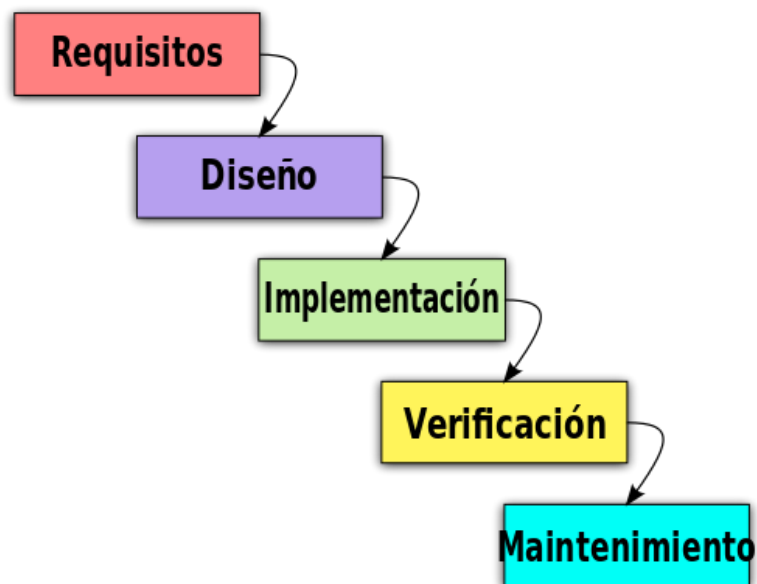 Requisitos
Diseño
Implementación
Verificación
Maintenimiento